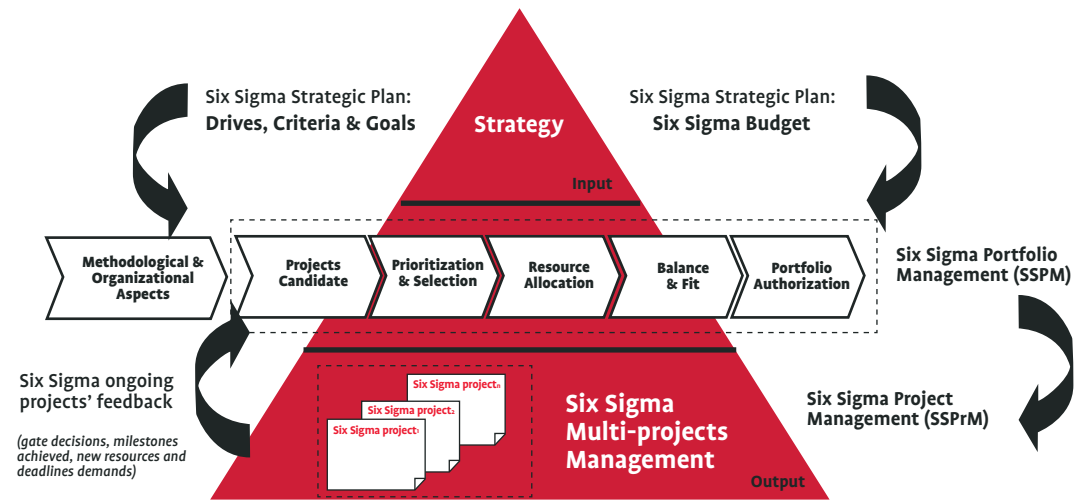 Six Sigma Strategic Plan:
Drives, Criteria & Goals
Strategy
Six Sigma Strategic Plan:
Six Sigma Budget
Input
Methodological &
Organizational
Aspects
Projects
Candidate
Prioritization
& Selection
Resource
Allocation
Balance
& Fit
Portfolio
Authorization
Six Sigma Portfolio
Management (SSPM)
Six Sigma ongoing
projects' feedback
(gate decisions, milestones
achieved, new resources and
deadlines demands)
Six Sigma projectₙ
Six Sigma project₂
Six Sigma project₁
Six Sigma
Multi-projects
Management
Six Sigma Project
Management (SSPrM)
Output